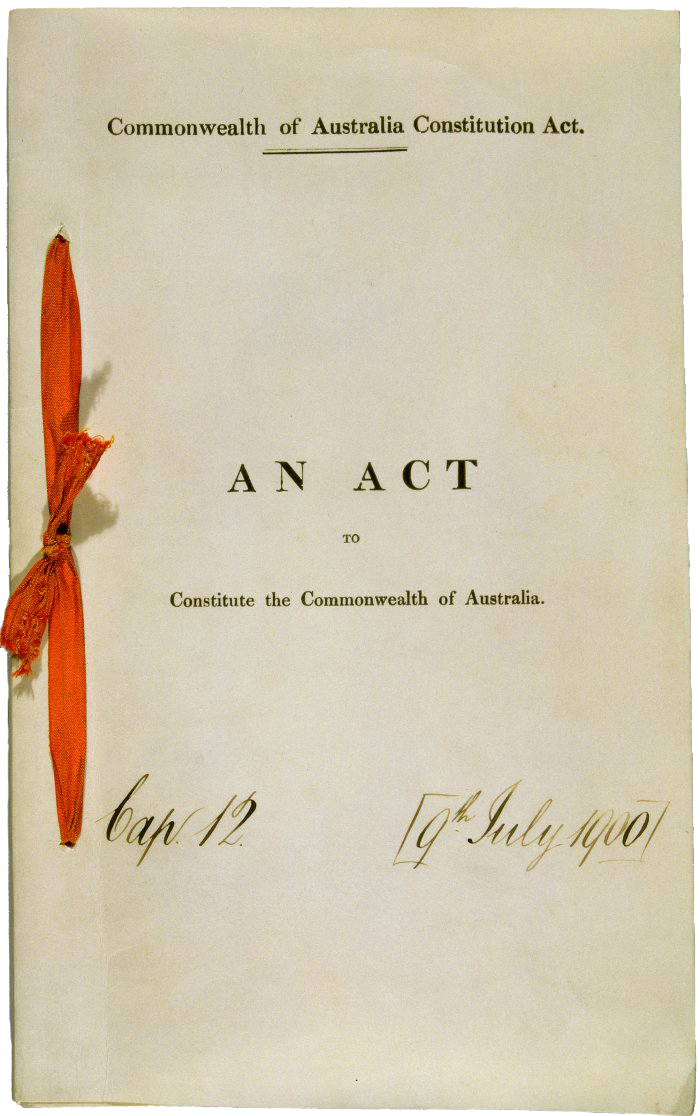 Commonwealth of Australia Constitution Act.
AN ACT
TO
Constitute the Commonwealth of Australia.
Cap. 12. [9th July 1900]